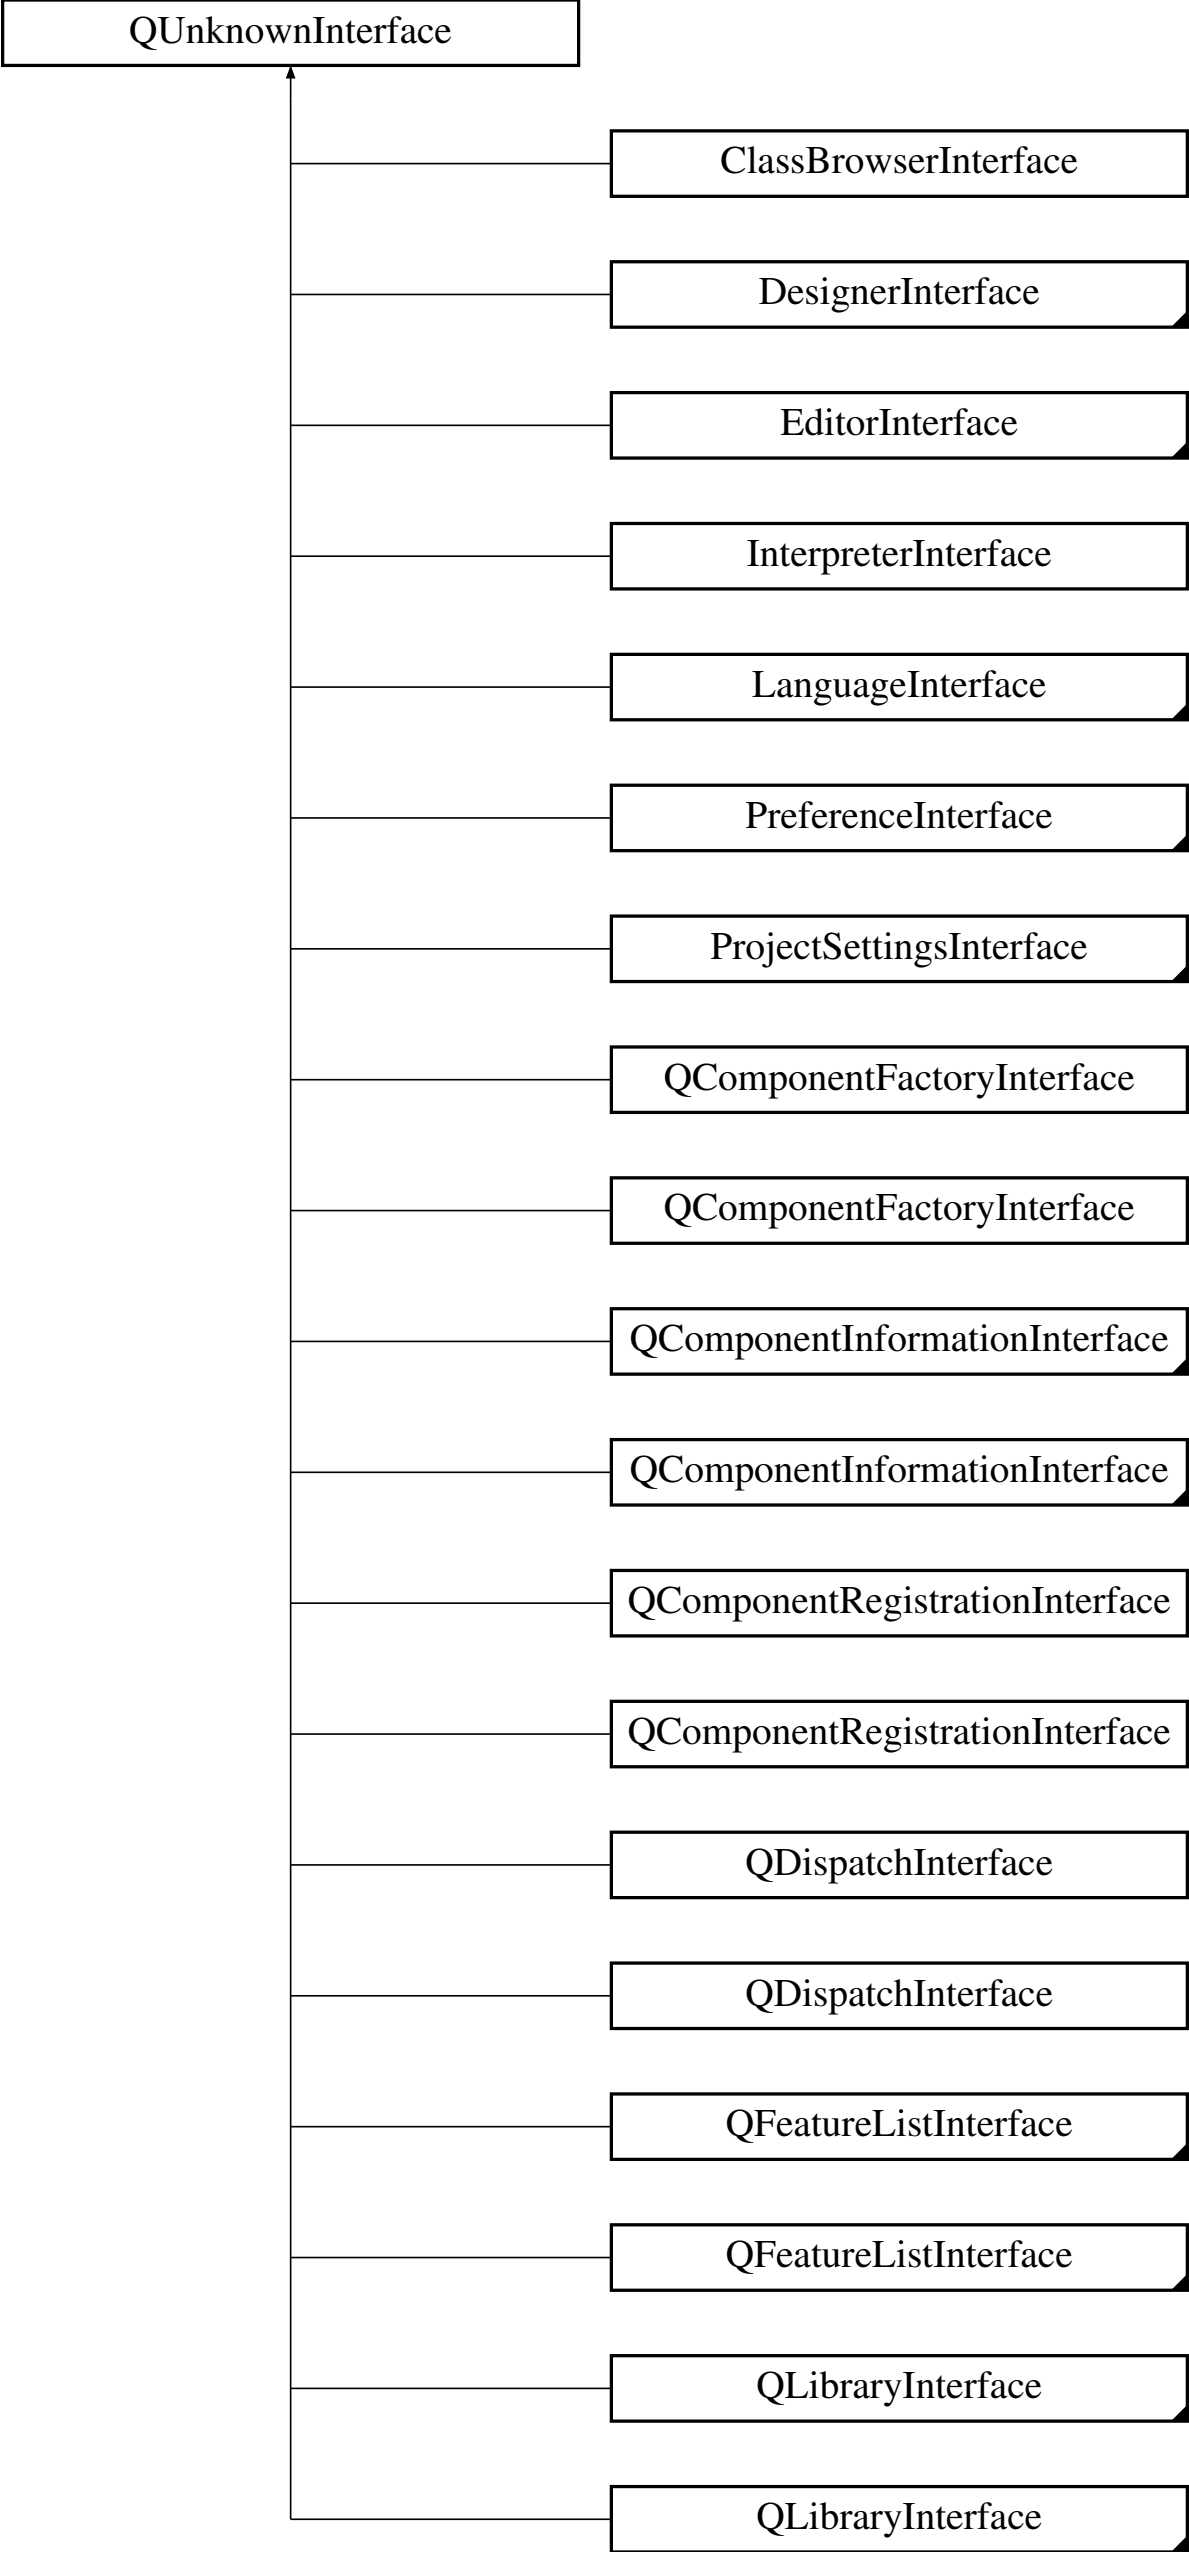 QUnknownInterface
ClassBrowserInterface
DesignerInterface
EditorInterface
InterpreterInterface
LanguageInterface
PreferenceInterface
ProjectSettingsInterface
QComponentFactoryInterface
QComponentFactoryInterface
QComponentInformationInterface
QComponentInformationInterface
QComponentRegistrationInterface
QComponentRegistrationInterface
QDispatchInterface
QDispatchInterface
QFeatureListInterface
QFeatureListInterface
QLibraryInterface
QLibraryInterface